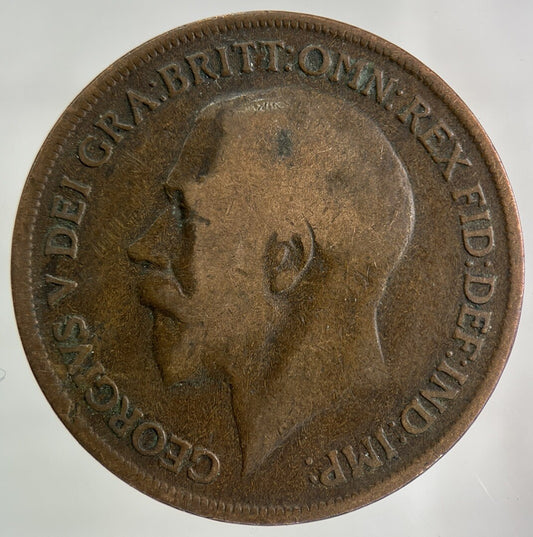 GEORGIVS V DEI GRA:BRITT:OMN:REX FID:DEF:IND:IMP: